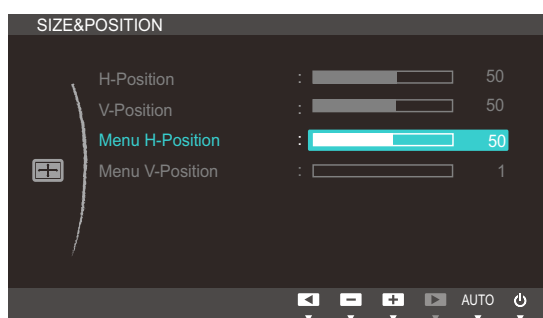 SIZE&POSITION
H-Position : 50
V-Position : 50
Menu H-Position : 50
Menu V-Position : 1
AUTO